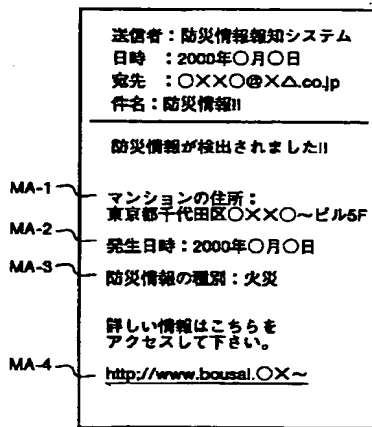 送信者：防災情報報知システム
日時　：2000年〇月〇日
宛先　：〇××〇@×△.co.jp
件名：防災情報!!
防災情報が検出されました!!
MA-1
マンションの住所：
東京都千代田区〇××〇～ビル5F
MA-2
発生日時：2000年〇月〇日
MA-3
防災情報の種別：火災
詳しい情報はこちらを
アクセスして下さい。
MA-4
http://www.bousai.〇×～